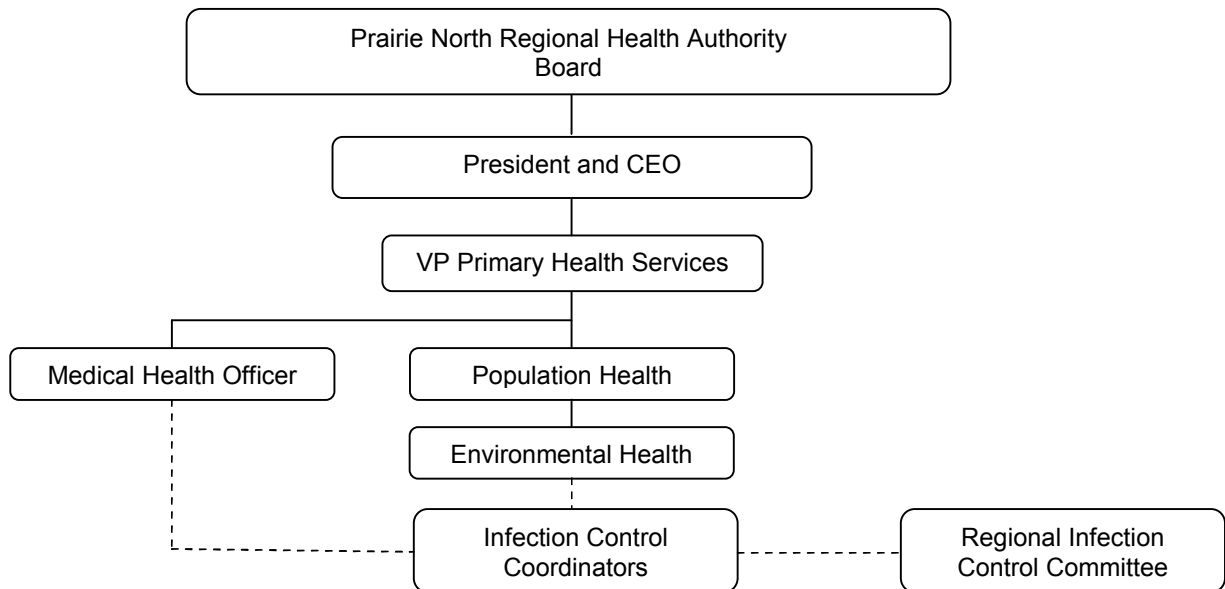 Prairie North Regional Health Authority
Board
President and CEO
VP Primary Health Services
Medical Health Officer
Population Health
Environmental Health
Infection Control
Coordinators
Regional Infection
Control Committee